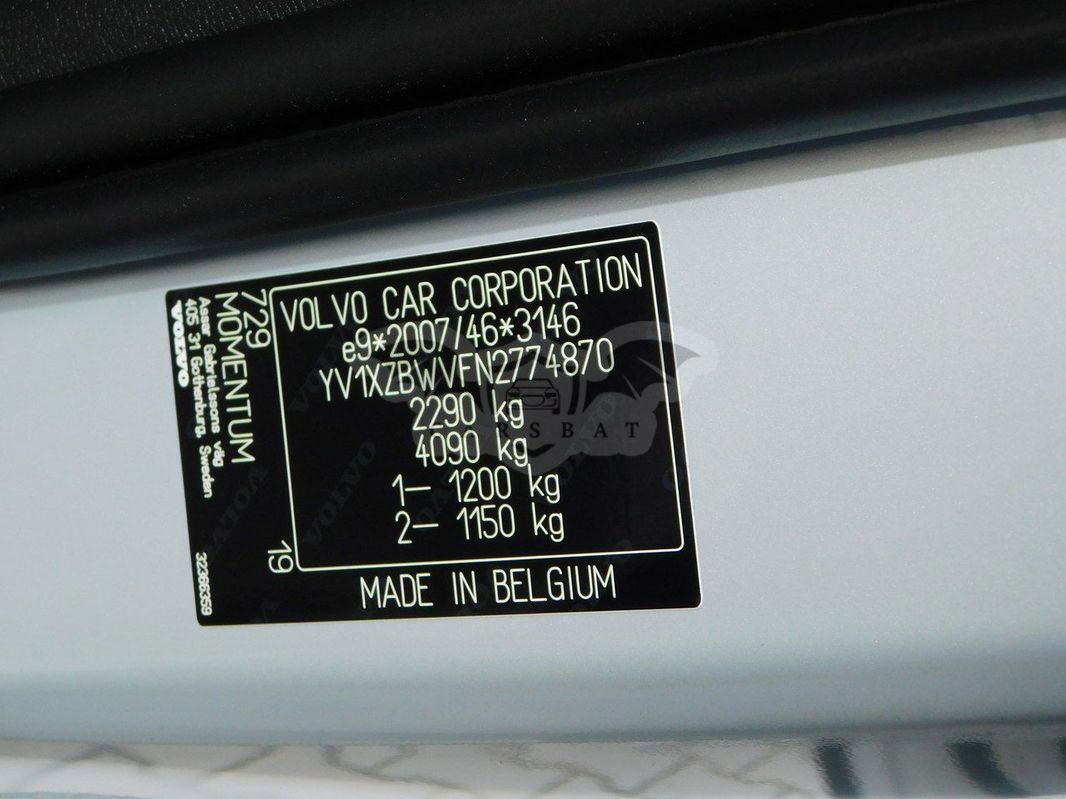 VOLVO CAR CORPORATION
e9*2007/46*3146
YV1XZBWVFN2774870
2290 kg
4090 kg
1– 1200 kg
2– 1150 kg
MADE IN BELGIUM
729
19
MOMENTUM
Assar Gabrielssons väg
405 31 Gothenburg, Sweden
VOLVO
32366359
RSBAT